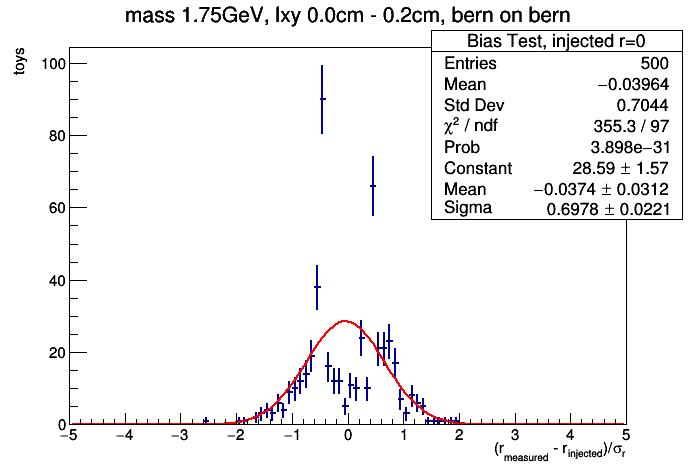 mass 1.75GeV, lxy 0.0cm - 0.2cm, bern on bern
Bias Test, injected r=0
Entries 500
Mean −0.03964
Std Dev 0.7044
χ² / ndf 355.3 / 97
Prob 3.898e−31
Constant 28.59 ± 1.57
Mean −0.0374 ± 0.0312
Sigma 0.6978 ± 0.0221
toys
100
80
60
40
20
0
−5 −4 −3 −2 −1 0 1 2 3 4 5
(r_measured - r_injected)/σ_r